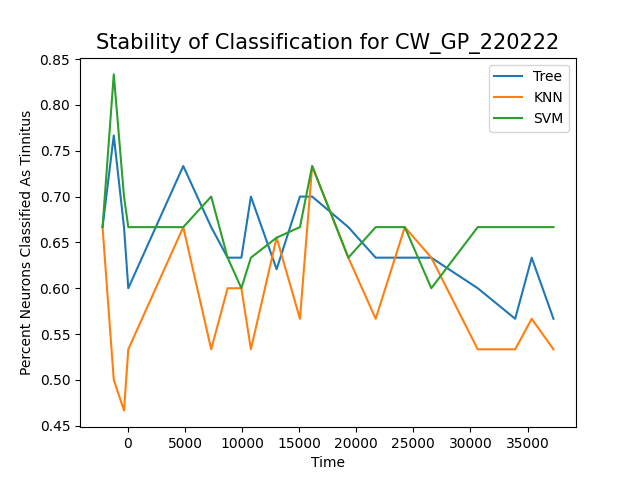 Stability of Classification for CW_GP_220222
Percent Neurons Classified As Tinnitus
0.85
0.80
0.75
0.70
0.65
0.60
0.55
0.50
0.45
Tree
KNN
SVM
0 5000 10000 15000 20000 25000 30000 35000
Time